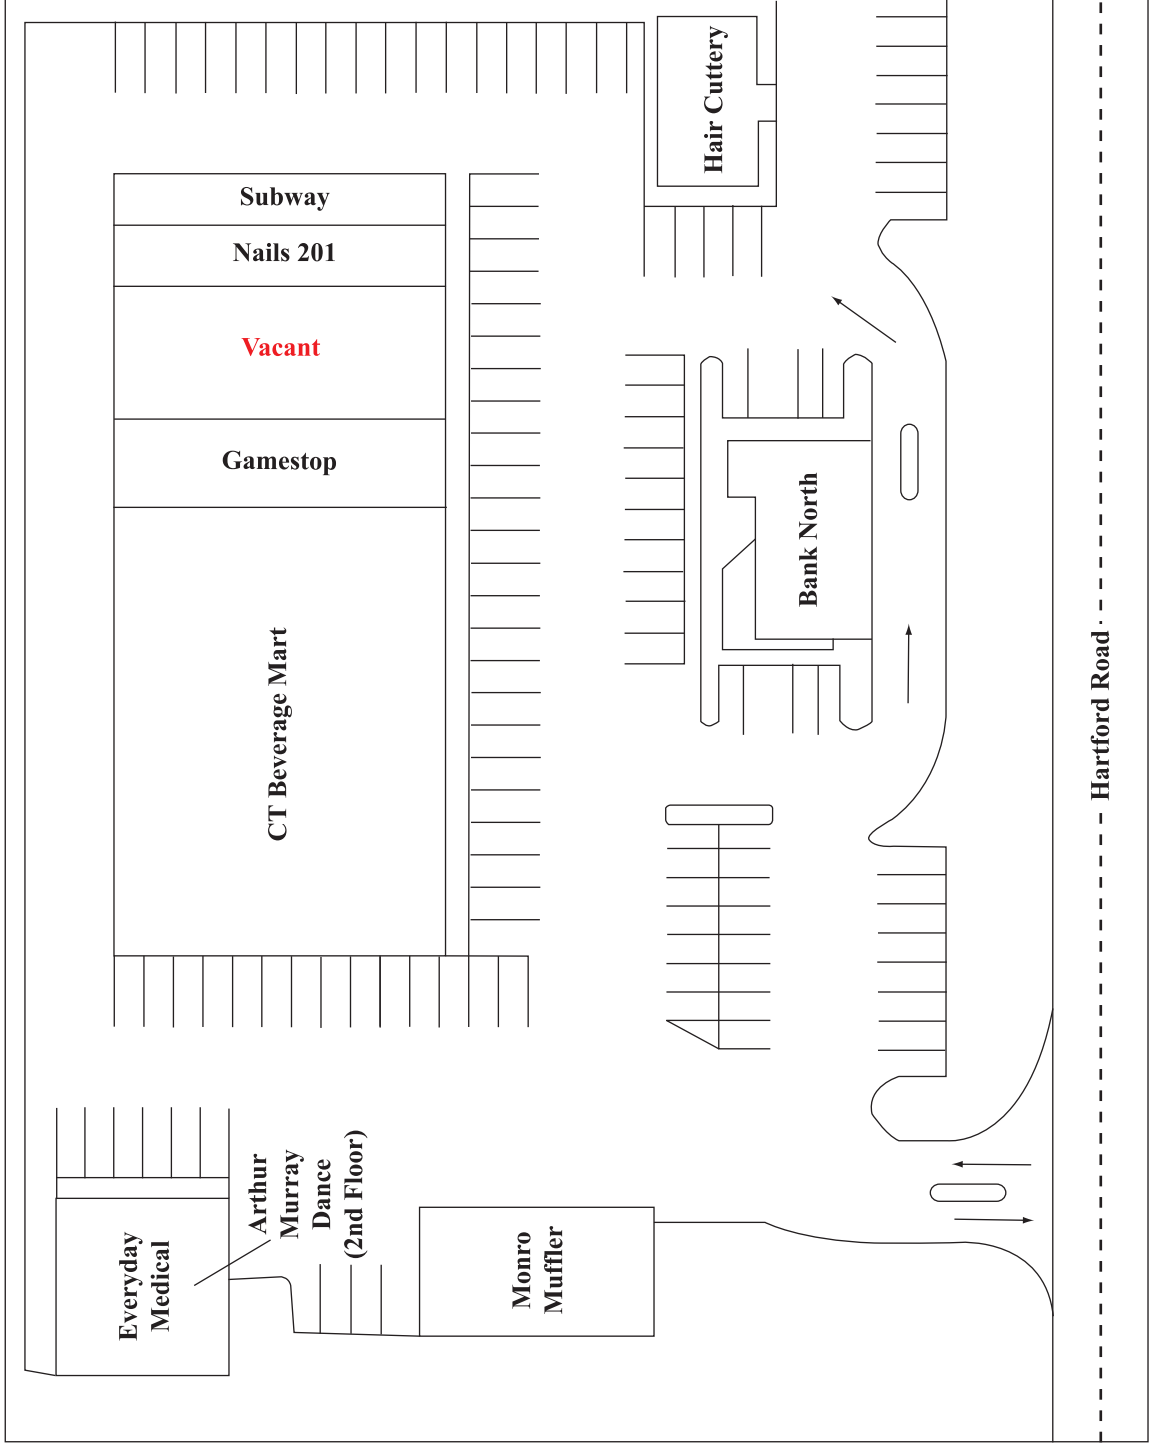 Hair Cuttery
Subway
Nails 201
Vacant
Gamestop
Bank North
CT Beverage Mart
Hartford Road
Arthur
Murray
Dance
(2nd Floor)
Everyday
Medical
Monro
Muffler